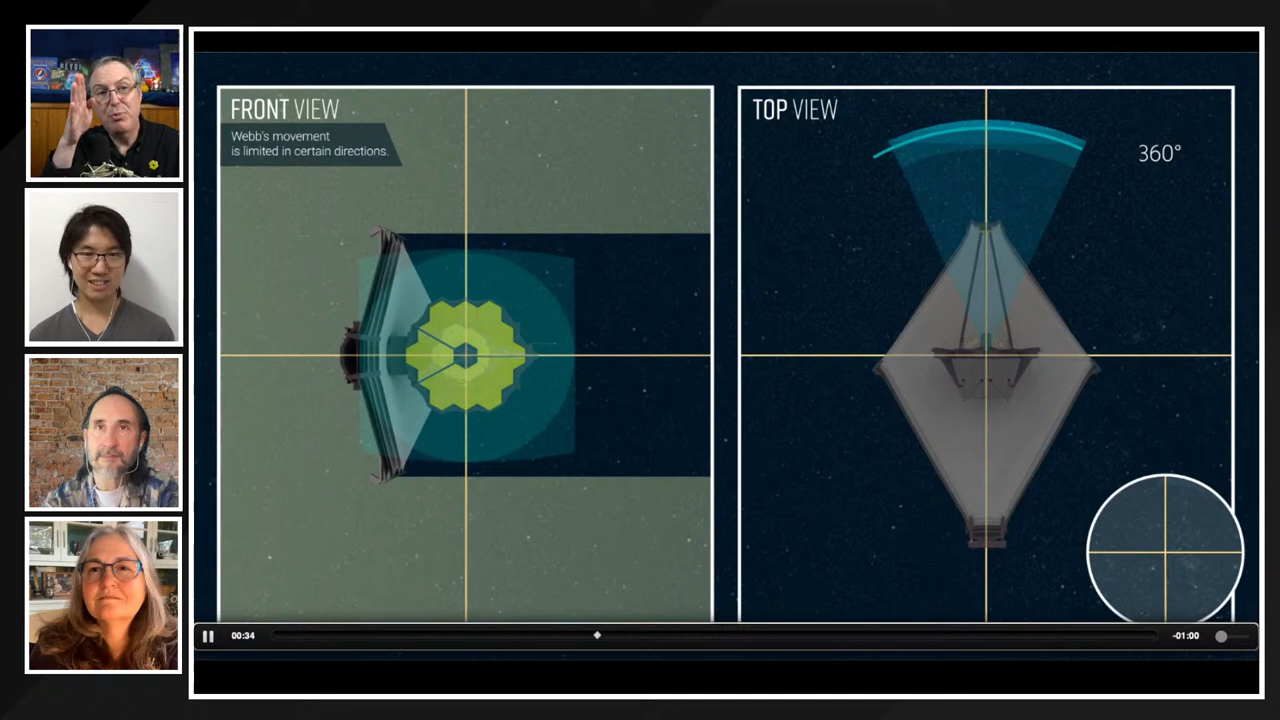 FRONT VIEW
Webb's movement
is limited in certain directions.
TOP VIEW
360°
00:34
-01:00